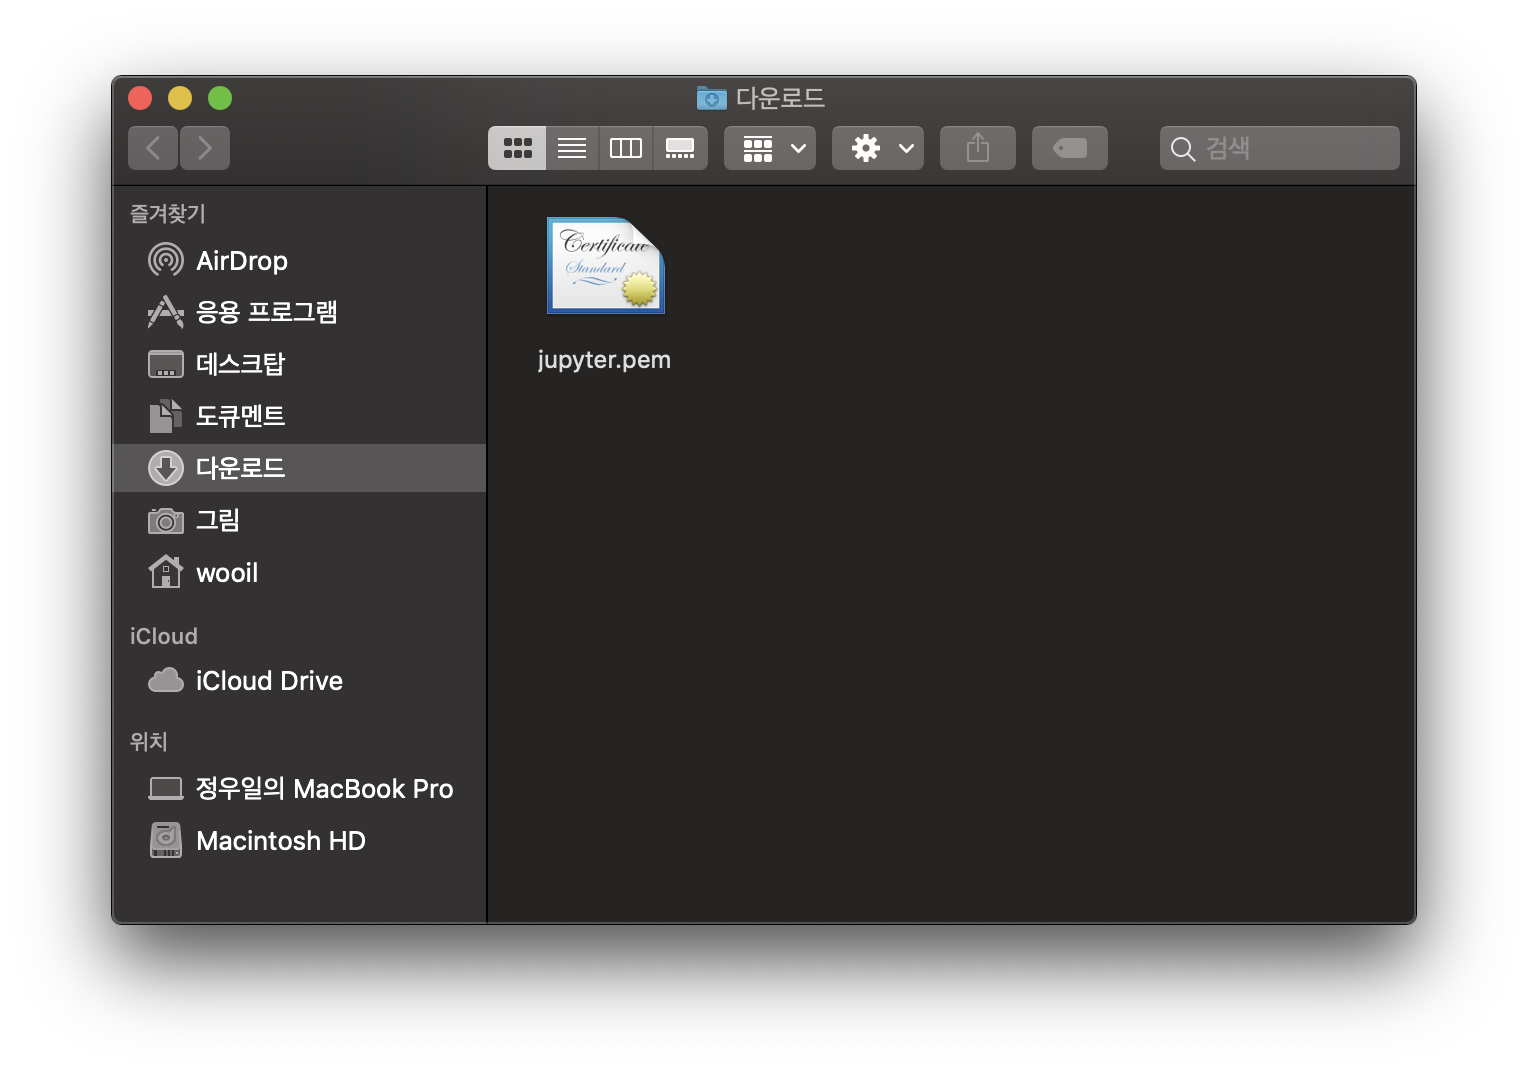 다운로드
검색
즐겨찾기
AirDrop
응용 프로그램
데스크탑
도큐멘트
다운로드
그림
wooil
iCloud
iCloud Drive
위치
정우일의 MacBook Pro
Macintosh HD
Certificate
Standard
jupyter.pem